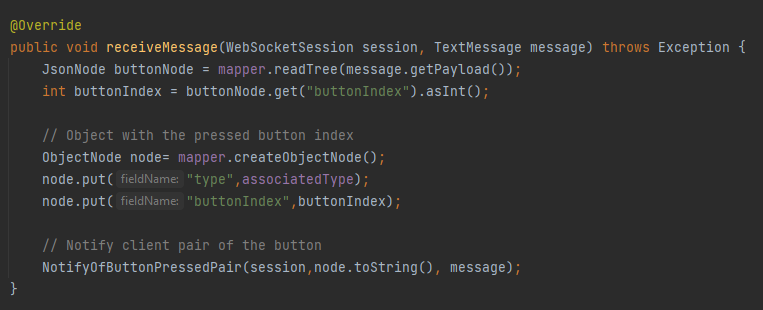 @Override
public void receiveMessage(WebSocketSession session, TextMessage message) throws Exception {
JsonNode buttonNode = mapper.readTree(message.getPayload());
int buttonIndex = buttonNode.get("buttonIndex").asInt();
// Object with the pressed button index
ObjectNode node= mapper.createObjectNode();
node.put( fieldName: "type",associatedType);
node.put( fieldName: "buttonIndex",buttonIndex);
// Notify client pair of the button
NotifyOfButtonPressedPair(session,node.toString(), message);
}